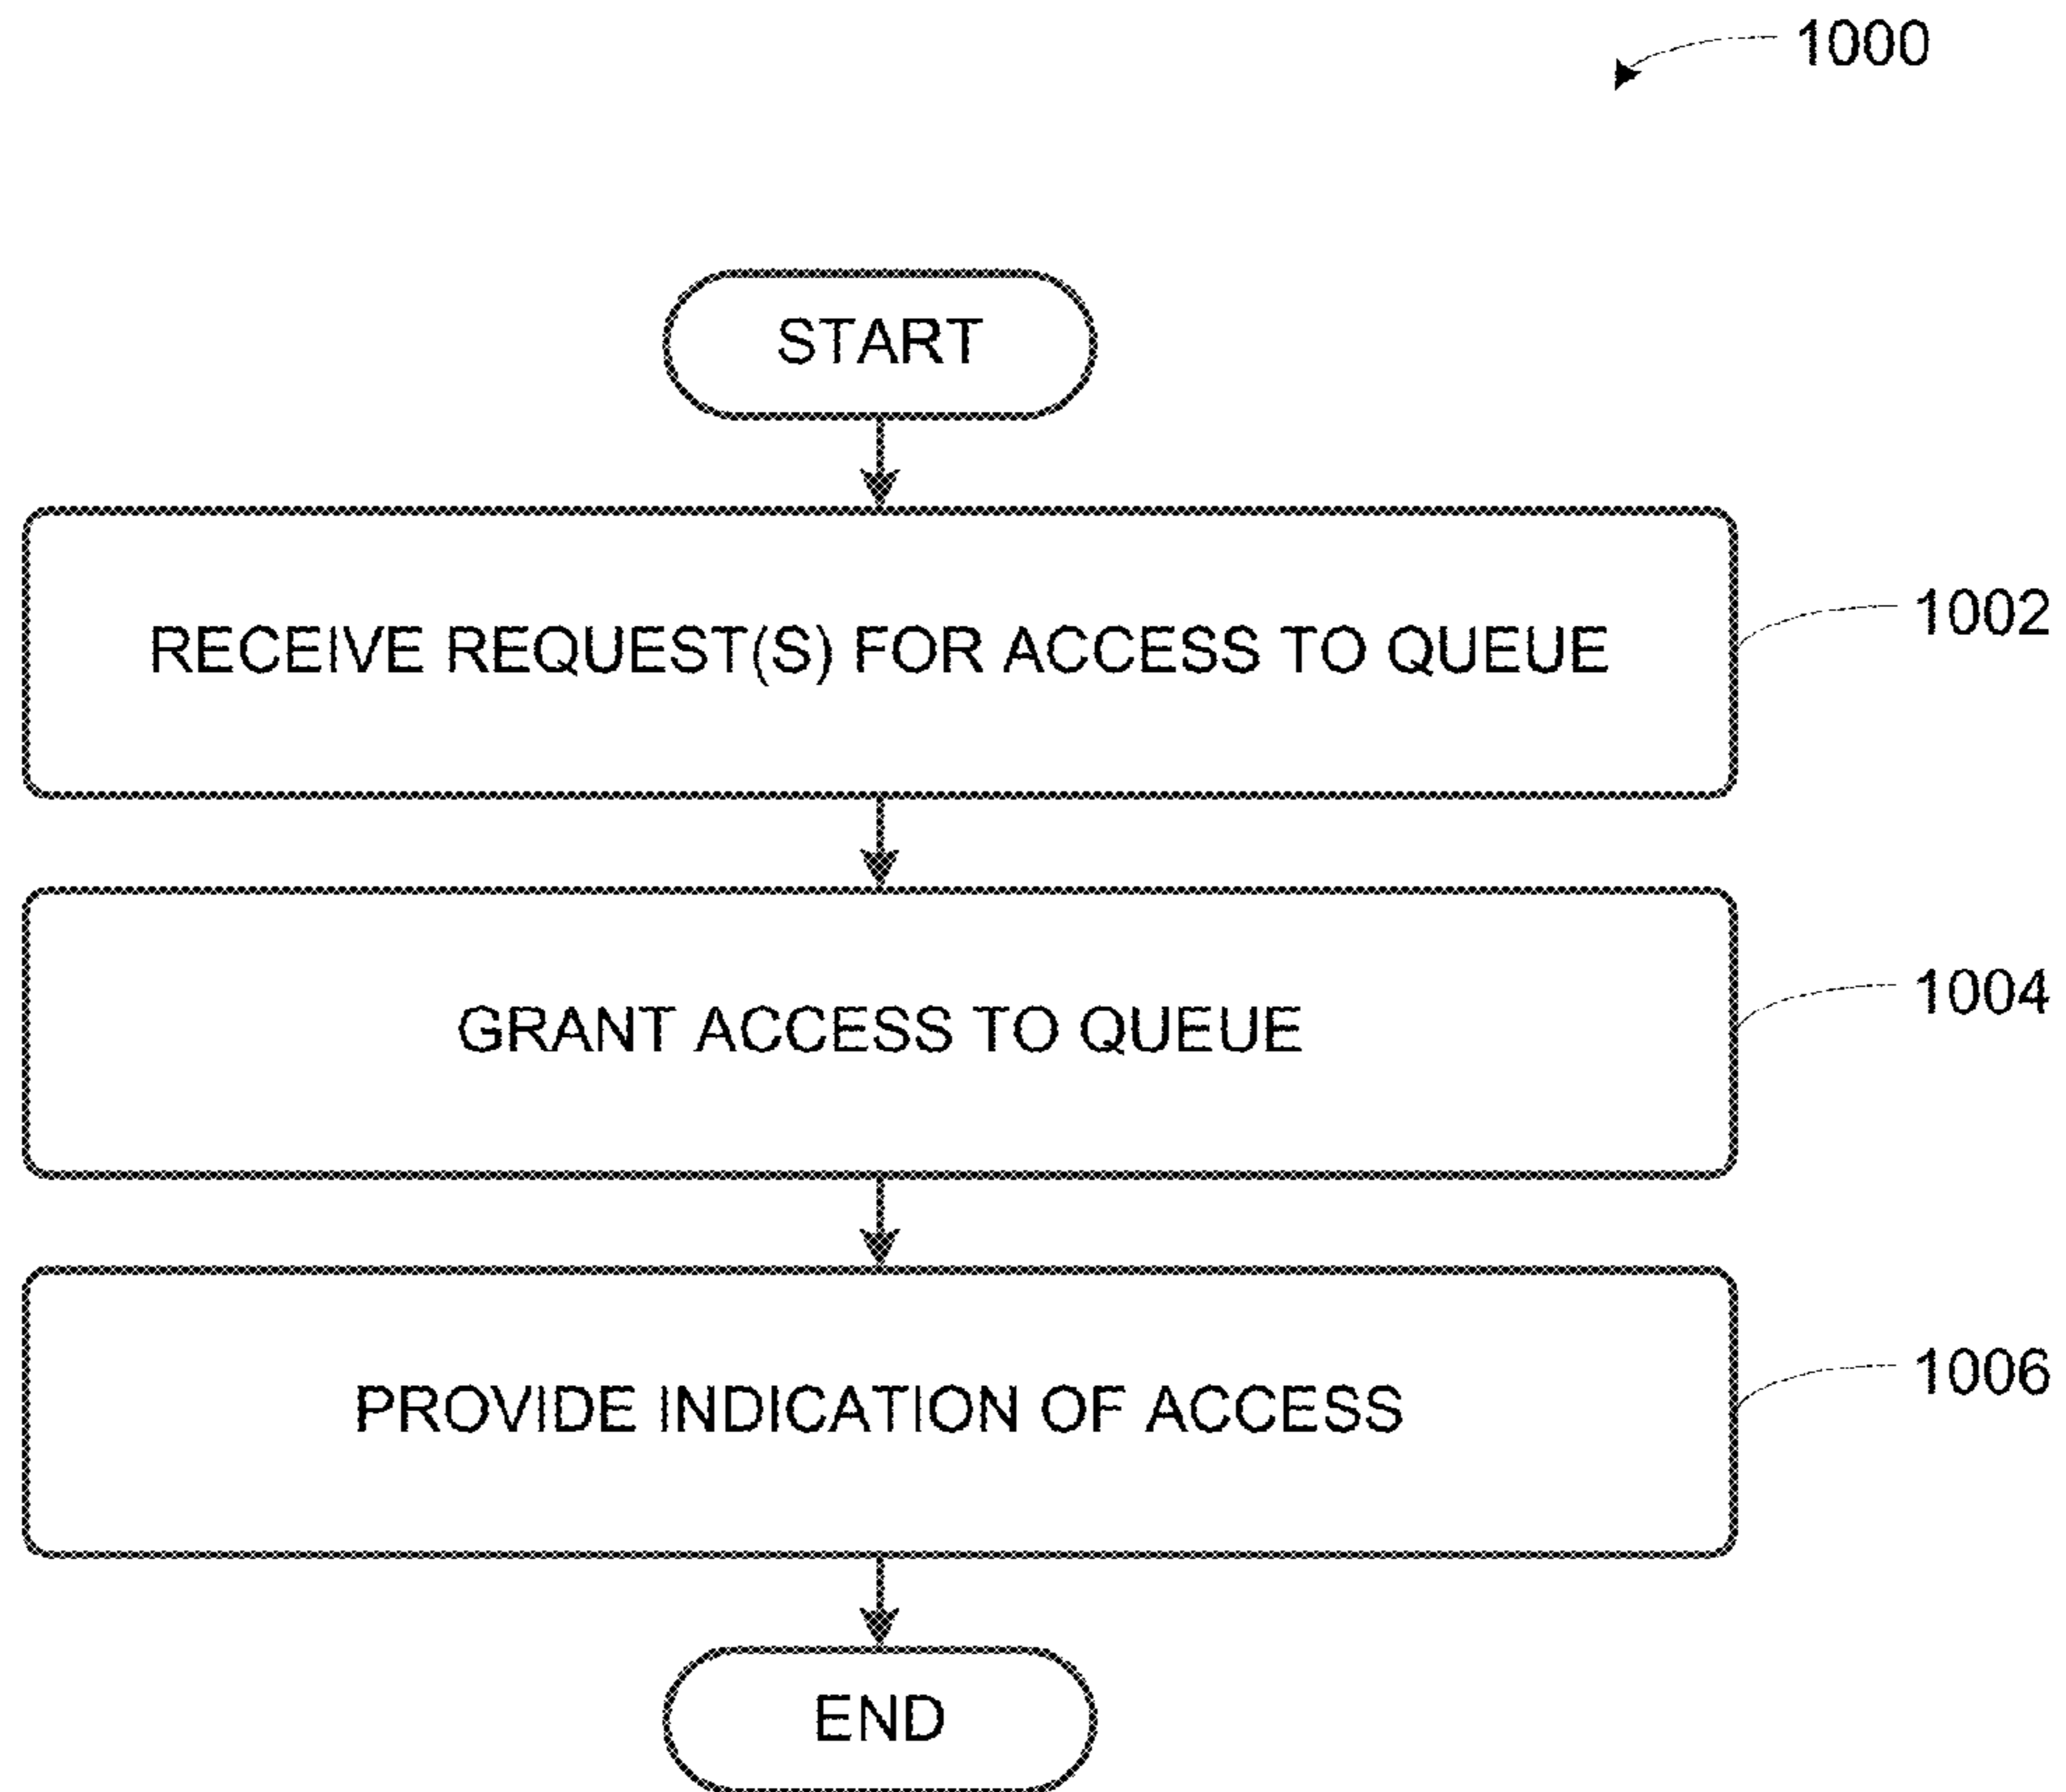 1000
START
RECEIVE REQUEST(S) FOR ACCESS TO QUEUE
1002
GRANT ACCESS TO QUEUE
1004
PROVIDE INDICATION OF ACCESS
1006
END